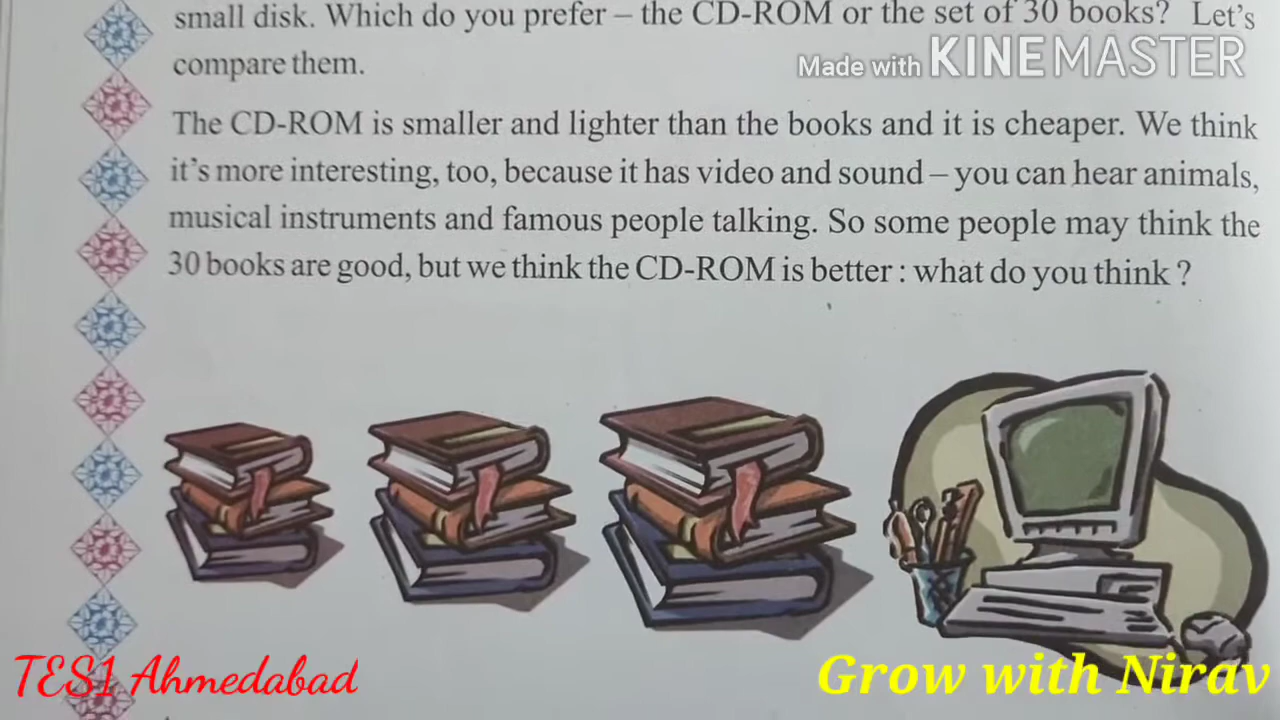 small disk. Which do you prefer – the CD-ROM or the set of 30 books? Let's
compare them.
Made with KINEMASTER
The CD-ROM is smaller and lighter than the books and it is cheaper. We think
it's more interesting, too, because it has video and sound – you can hear animals,
musical instruments and famous people talking. So some people may think the
30 books are good, but we think the CD-ROM is better : what do you think ?
TES1 Ahmedabad
Grow with Nirav